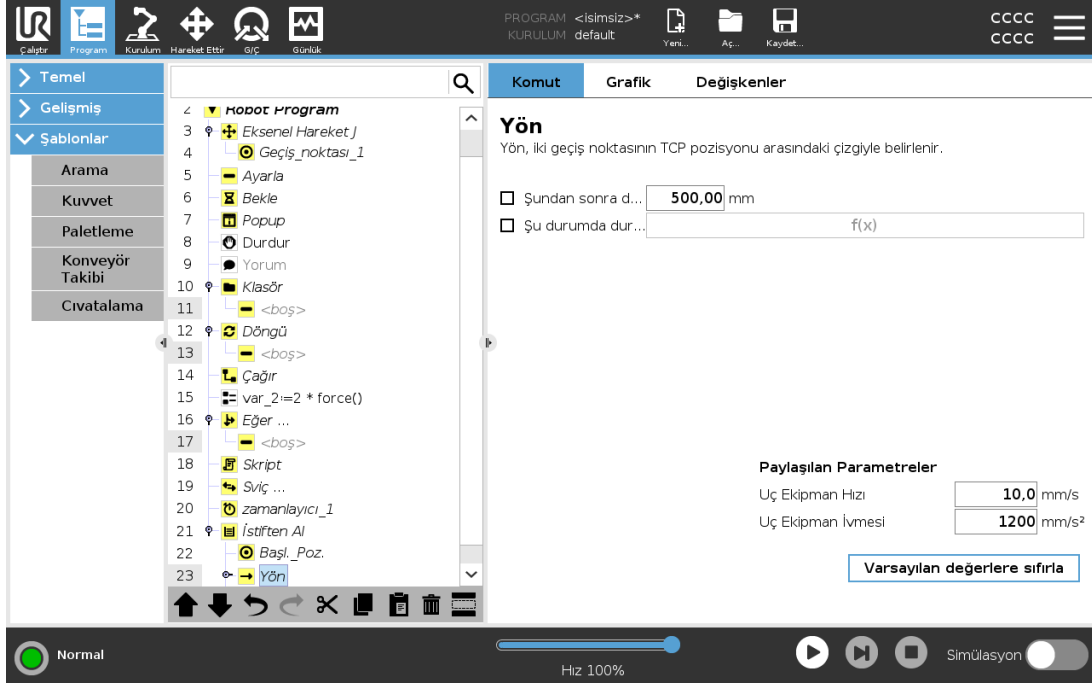 PROGRAM <isimsiz>*
KURULUM default
Çalıştır
Program
Kurulum
Hareket Ettir
G/Ç
Günlük
Yeni...
Aç...
Kaydet...
CCCC
CCCC
Temel
Gelişmiş
Şablonlar
Arama
Kuvvet
Paletleme
Konveyör
Takibi
Cıvatalama
2 Robot Program
3 Eksenel Hareket J
4 Geçiş_noktası_1
5 Ayarla
6 Bekle
7 Popup
8 Durdur
9 Yorum
10 Klasör
11 <boş>
12 Döngü
13 <boş>
14 Çağır
15 var_2:=2 * force()
16 Eğer ...
17 <boş>
18 Skript
19 Sviç ...
20 zamanlayıcı_1
21 İstiften Al
22 Başl._Poz.
23 Yön
Komut
Grafik
Değişkenler
Yön
Yön, iki geçiş noktasının TCP pozisyonu arasındaki çizgiyle belirlenir.
Şundan sonra d... 500,00 mm
Şu durumda dur... f(x)
Paylaşılan Parametreler
Uç Ekipman Hızı 10,0 mm/s
Uç Ekipman İvmesi 1200 mm/s²
Varsayılan değerlere sıfırla
Normal
Hız 100%
Simülasyon